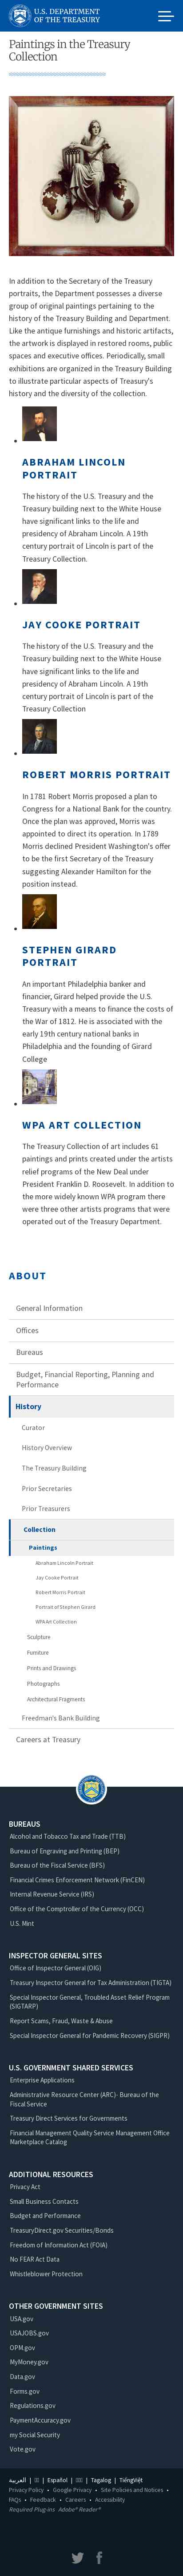 U.S. DEPARTMENT
OF THE TREASURY
Paintings in the Treasury
Collection
In addition to the Secretary of the Treasury
portraits, the Department possesses a diverse
group of original paintings pertaining to the
history of the Treasury Building and Department.
Like the antique furnishings and historic artifacts,
the artwork is displayed in restored rooms, public
spaces and executive offices. Periodically, small
exhibitions are organized in the Treasury Building
to illustrate particular aspects of Treasury's
history and the diversity of the collection.
ABRAHAM LINCOLN
PORTRAIT
The history of the U.S. Treasury and the
Treasury building next to the White House
have significant links to the life and
presidency of Abraham Lincoln. A 19th
century portrait of Lincoln is part of the
Treasury Collection.
JAY COOKE PORTRAIT
The history of the U.S. Treasury and the
Treasury building next to the White House
have significant links to the life and
presidency of Abraham Lincoln. A 19th
century portrait of Lincoln is part of the
Treasury Collection
ROBERT MORRIS PORTRAIT
In 1781 Robert Morris proposed a plan to
Congress for a National Bank for the country.
Once the plan was approved, Morris was
appointed to direct its operation. In 1789
Morris declined President Washington's offer
to be the first Secretary of the Treasury
suggesting Alexander Hamilton for the
position instead.
STEPHEN GIRARD
PORTRAIT
An important Philadelphia banker and
financier, Girard helped provide the U.S.
Treasury with a means to finance the costs of
the War of 1812. He is associated with the
early 19th century national banks in
Philadelphia and the founding of Girard
College
WPA ART COLLECTION
The Treasury Collection of art includes 61
paintings and prints created under the artists
relief programs of the New Deal under
President Franklin D. Roosevelt. In addition to
the more widely known WPA program there
were three other artists programs that were
operated out of the Treasury Department.
ABOUT
General Information
Offices
Bureaus
Budget, Financial Reporting, Planning and
Performance
History
Curator
History Overview
The Treasury Building
Prior Secretaries
Prior Treasurers
Collection
Paintings
Abraham Lincoln Portrait
Jay Cooke Portrait
Robert Morris Portrait
Portrait of Stephen Girard
WPA Art Collection
Sculpture
Furniture
Prints and Drawings
Photographs
Architectural Fragments
Freedman's Bank Building
Careers at Treasury
BUREAUS
Alcohol and Tobacco Tax and Trade (TTB)
Bureau of Engraving and Printing (BEP)
Bureau of the Fiscal Service (BFS)
Financial Crimes Enforcement Network (FinCEN)
Internal Revenue Service (IRS)
Office of the Comptroller of the Currency (OCC)
U.S. Mint
INSPECTOR GENERAL SITES
Office of Inspector General (OIG)
Treasury Inspector General for Tax Administration (TIGTA)
Special Inspector General, Troubled Asset Relief Program
(SIGTARP)
Report Scams, Fraud, Waste & Abuse
Special Inspector General for Pandemic Recovery (SIGPR)
U.S. GOVERNMENT SHARED SERVICES
Enterprise Applications
Administrative Resource Center (ARC)- Bureau of the
Fiscal Service
Treasury Direct Services for Governments
Financial Management Quality Service Management Office
Marketplace Catalog
ADDITIONAL RESOURCES
Privacy Act
Small Business Contacts
Budget and Performance
TreasuryDirect.gov Securities/Bonds
Freedom of Information Act (FOIA)
No FEAR Act Data
Whistleblower Protection
OTHER GOVERNMENT SITES
USA.gov
USAJOBS.gov
OPM.gov
MyMoney.gov
Data.gov
Forms.gov
Regulations.gov
PaymentAccuracy.gov
my Social Security
Vote.gov
العربية | | Español | | Tagalog | TiếngViệt
Privacy Policy • Google Privacy • Site Policies and Notices •
FAQs • Feedback • Careers • Accessibility
Required Plug-ins Adobe® Reader®